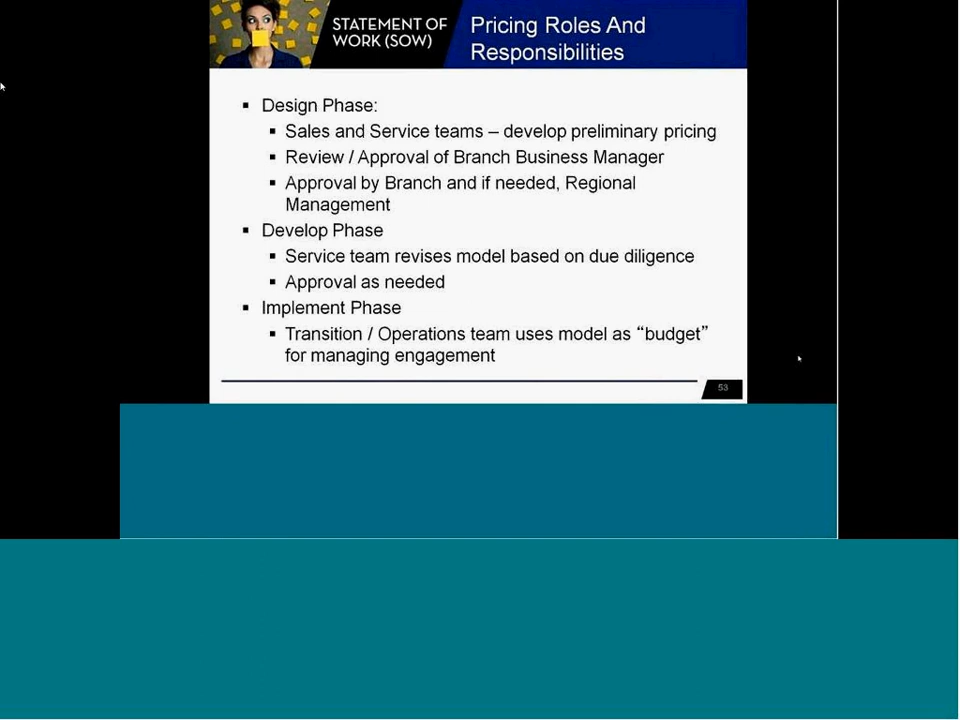 STATEMENT OF
WORK (SOW)
Pricing Roles And
Responsibilities
▪ Design Phase:
▪ Sales and Service teams – develop preliminary pricing
▪ Review / Approval of Branch Business Manager
▪ Approval by Branch and if needed, Regional
Management
▪ Develop Phase
▪ Service team revises model based on due diligence
▪ Approval as needed
▪ Implement Phase
▪ Transition / Operations team uses model as “budget”
for managing engagement
53